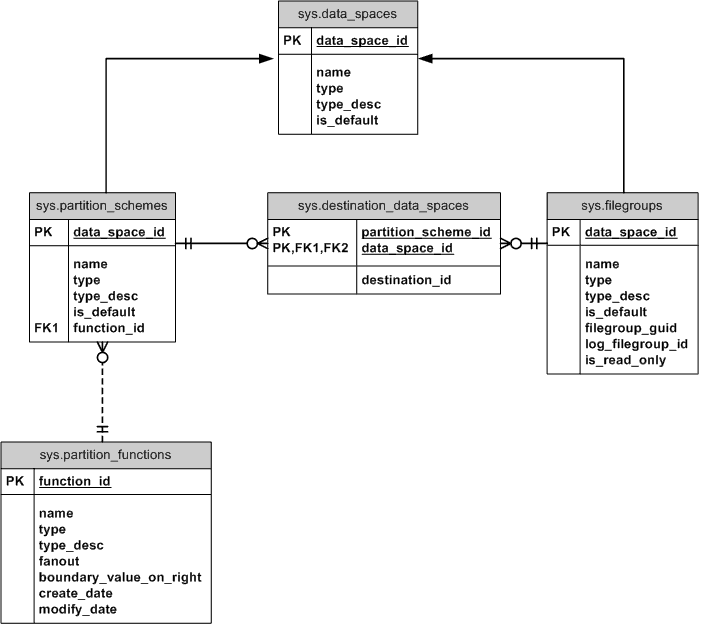 sys.data_spaces
PK data_space_id
name
type
type_desc
is_default
sys.partition_schemes
PK data_space_id
name
type
type_desc
is_default
FK1 function_id
sys.destination_data_spaces
PK partition_scheme_id
PK,FK1,FK2 data_space_id
destination_id
sys.filegroups
PK data_space_id
name
type
type_desc
is_default
filegroup_guid
log_filegroup_id
is_read_only
sys.partition_functions
PK function_id
name
type
type_desc
fanout
boundary_value_on_right
create_date
modify_date